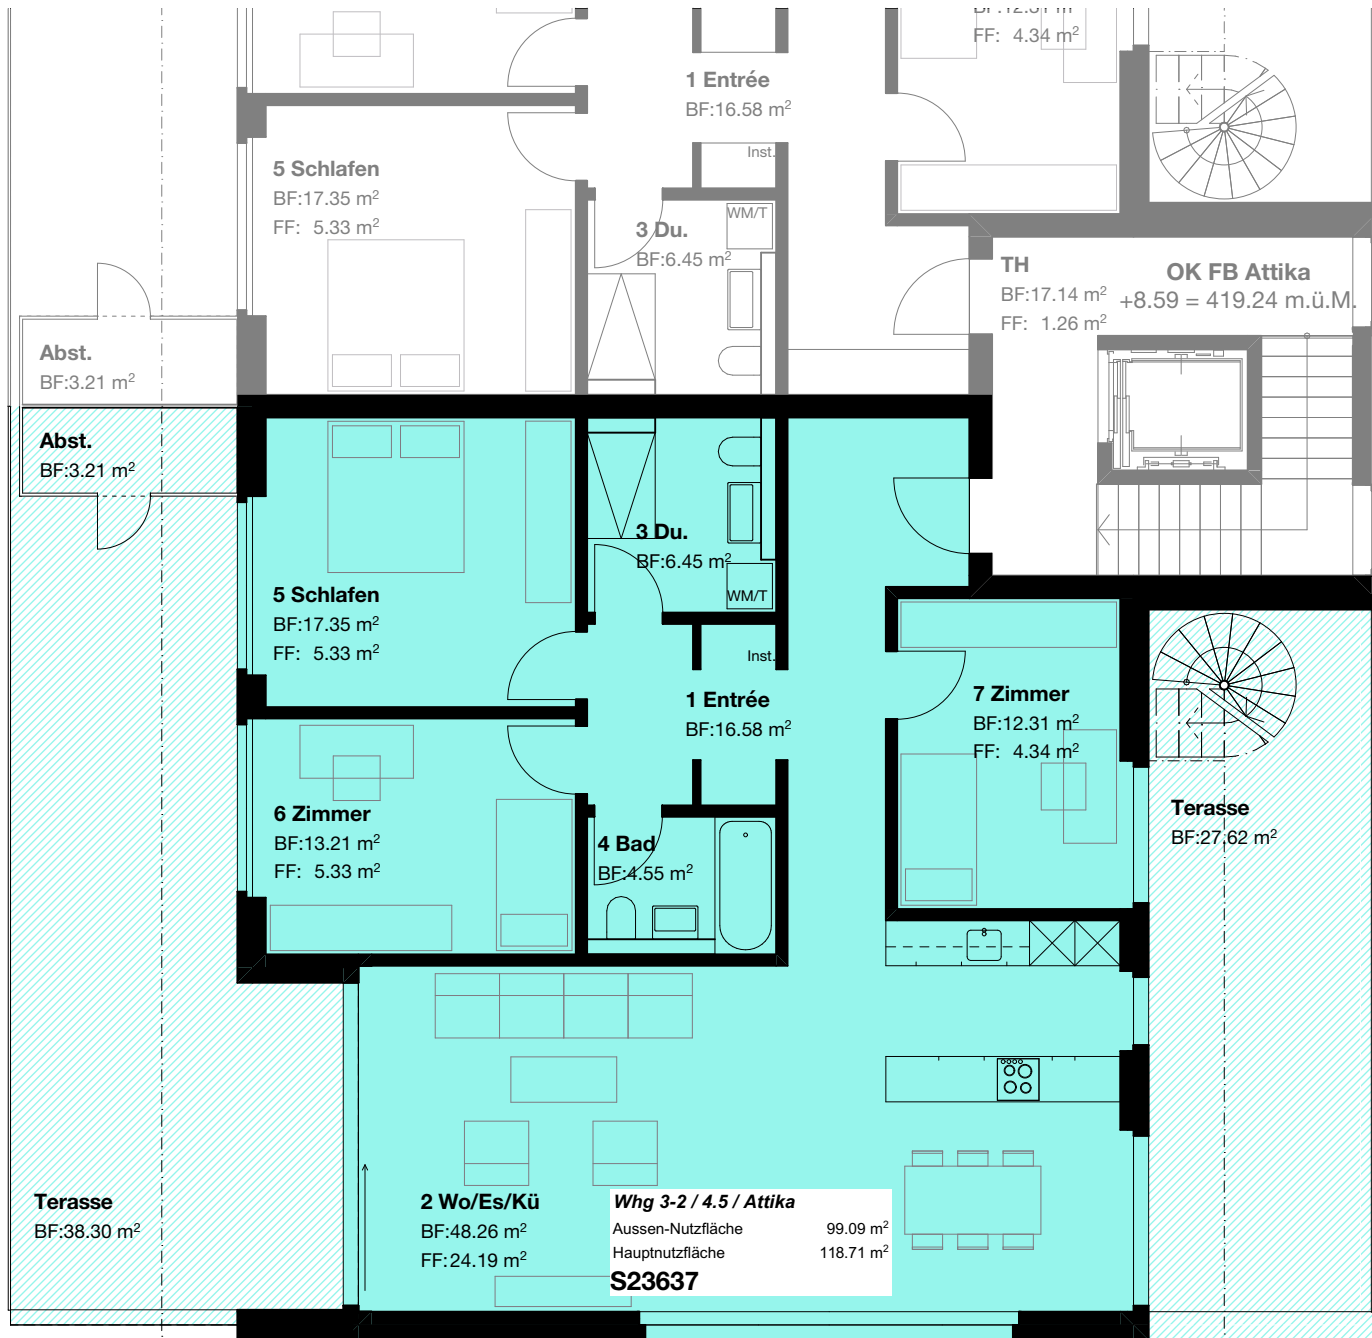 BF:12.31 m²
FF: 4.34 m²
1 Entrée
BF:16.58 m²
Inst.
5 Schlafen
BF:17.35 m²
FF: 5.33 m²
WM/T
3 Du.
BF:6.45 m²
TH
BF:17.14 m²
FF: 1.26 m²
OK FB Attika
+8.59 = 419.24 m.ü.M.
Abst.
BF:3.21 m²
Abst.
BF:3.21 m²
3 Du.
BF:6.45 m²
WM/T
5 Schlafen
BF:17.35 m²
FF: 5.33 m²
Inst.
1 Entrée
BF:16.58 m²
7 Zimmer
BF:12.31 m²
FF: 4.34 m²
6 Zimmer
BF:13.21 m²
FF: 5.33 m²
4 Bad
BF:4.55 m²
Terasse
BF:27.62 m²
Terasse
BF:38.30 m²
2 Wo/Es/Kü
BF:48.26 m²
FF:24.19 m²
Whg 3-2 / 4.5 / Attika
Aussen-Nutzfläche 99.09 m²
Hauptnutzfläche 118.71 m²
S23637